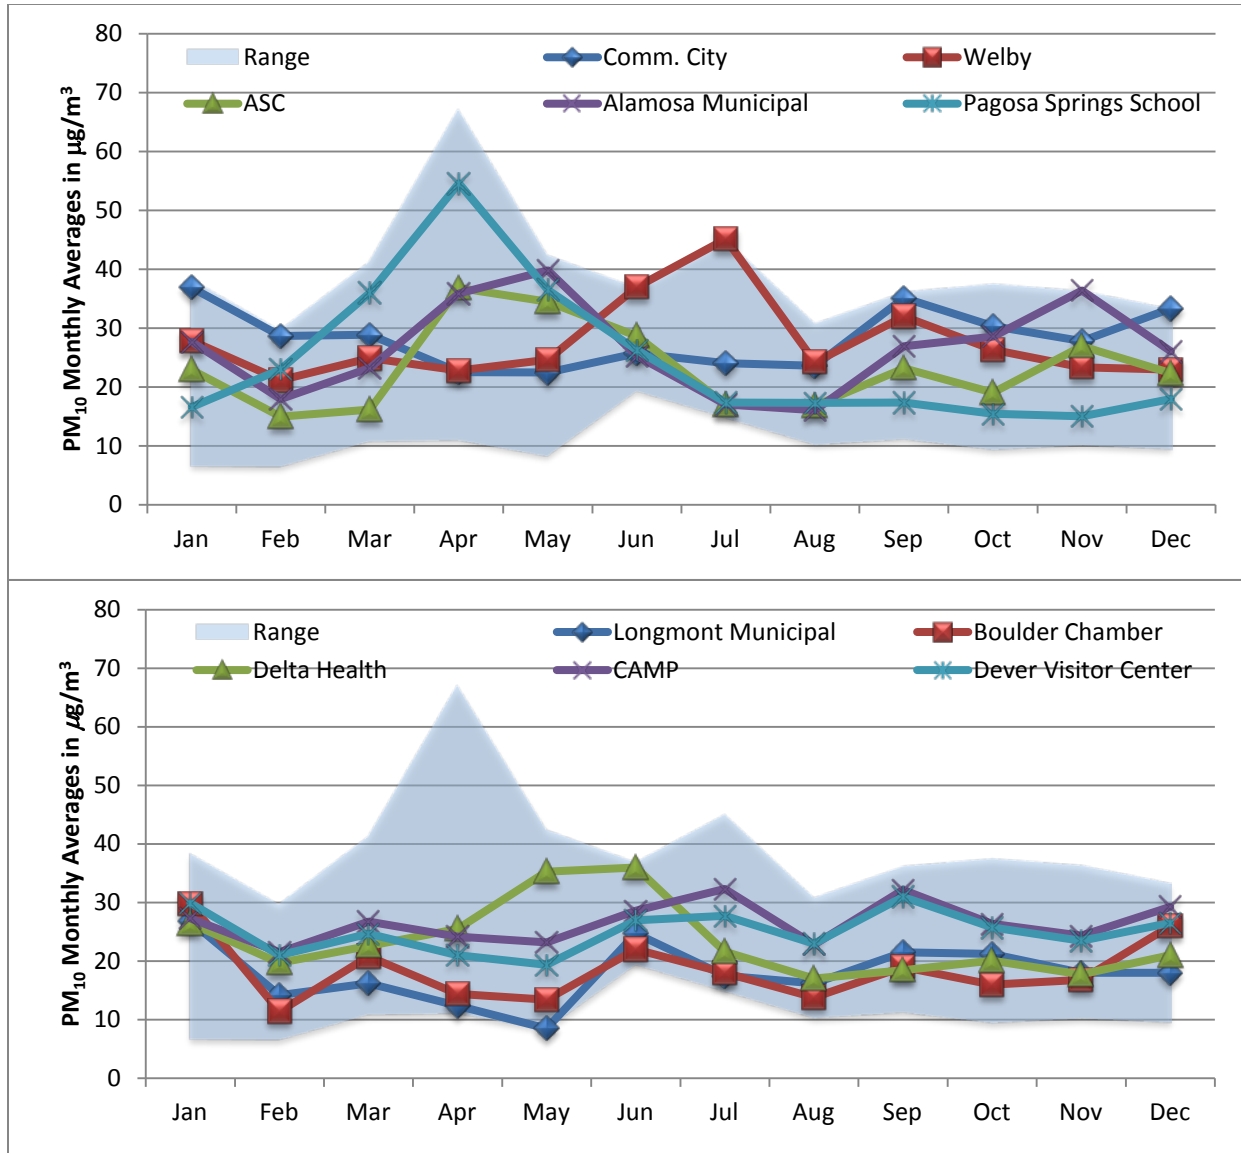 80
Range
Comm. City
Welby
70
ASC
Alamosa Municipal
Pagosa Springs School
60
50
40
30
20
10
0
PM10 Monthly Averages in µg/m³
Jan Feb Mar Apr May Jun Jul Aug Sep Oct Nov Dec
80
Range
Longmont Municipal
Boulder Chamber
70
Delta Health
CAMP
Dever Visitor Center
60
50
40
30
20
10
0
PM10 Monthly Averages in µg/m³
Jan Feb Mar Apr May Jun Jul Aug Sep Oct Nov Dec